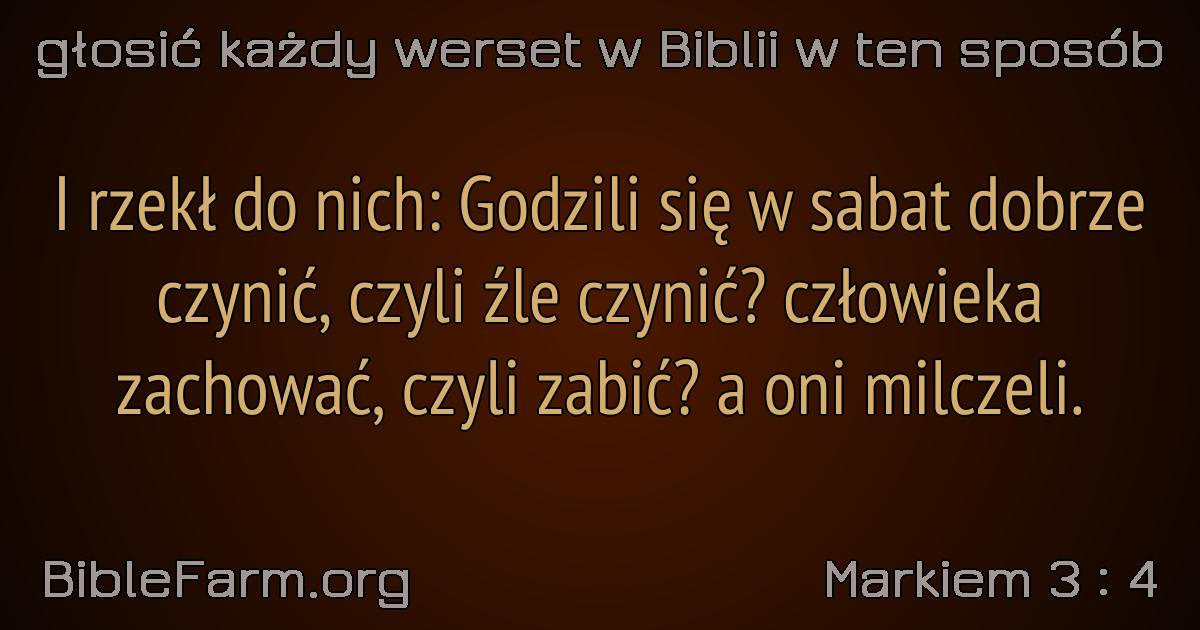 głosić każdy werset w Biblii w ten sposób
I rzekł do nich: Godzili się w sabat dobrze
czynić, czyli źle czynić? człowieka
zachować, czyli zabić? a oni milczeli.
BibleFarm.org
Markiem 3 : 4